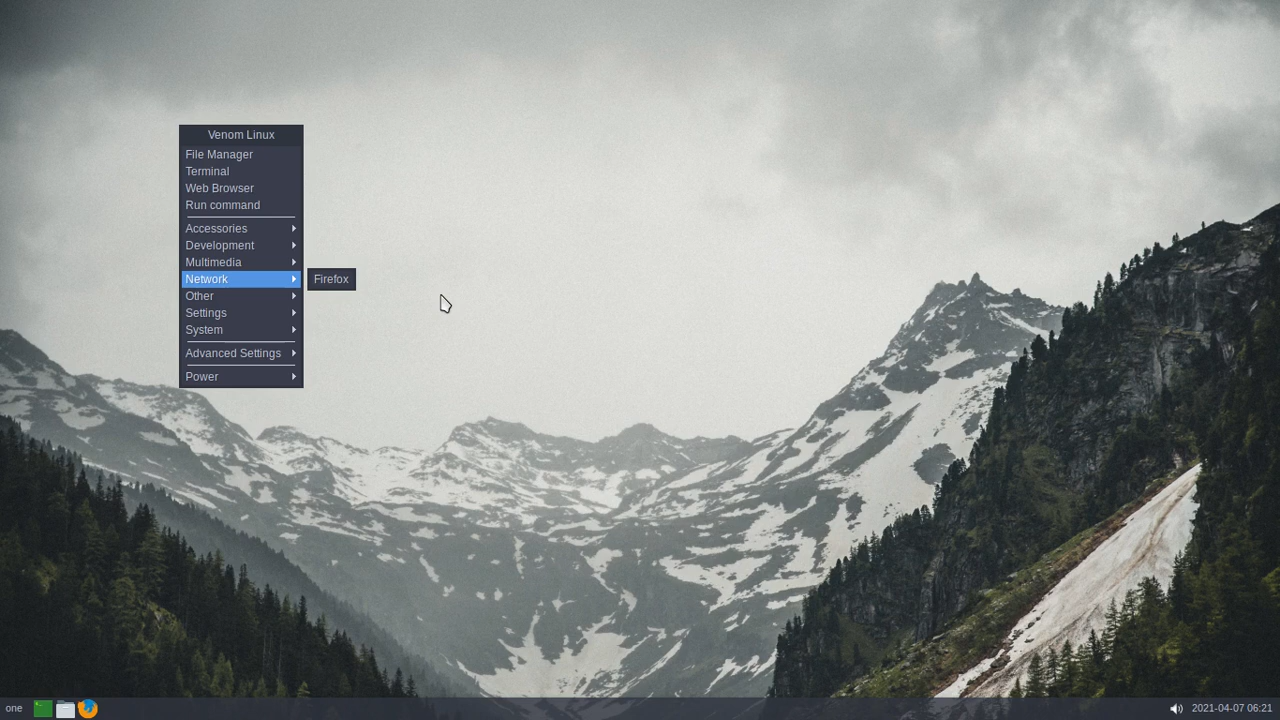 Venom Linux
File Manager
Terminal
Web Browser
Run command
Accessories
Development
Multimedia
Network
Firefox
Other
Settings
System
Advanced Settings
Power
one
2021-04-07 06:21